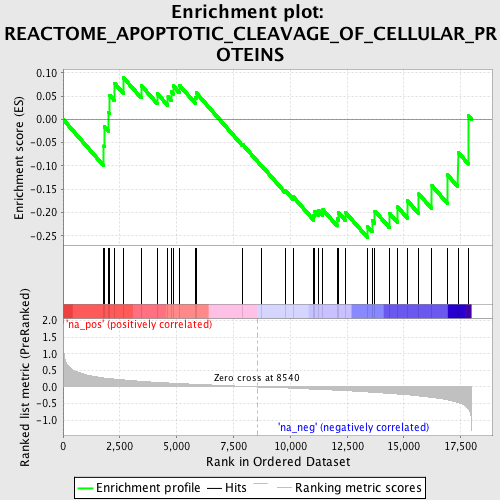 Enrichment plot:
REACTOME_APOPTOTIC_CLEAVAGE_OF_CELLULAR_PR
OTEINS
Enrichment score (ES)
0.10
0.05
0.00
-0.05
-0.10
-0.15
-0.20
-0.25
'na_pos' (positively correlated)
Ranked list metric (PreRanked)
2.0
1.5
1.0
0.5
0.0
-0.5
-1.0
Zero cross at 8540
'na_neg' (negatively correlated)
0
2,500
5,000
7,500
10,000
12,500
15,000
17,500
Rank in Ordered Dataset
Enrichment profile
Hits
Ranking metric scores